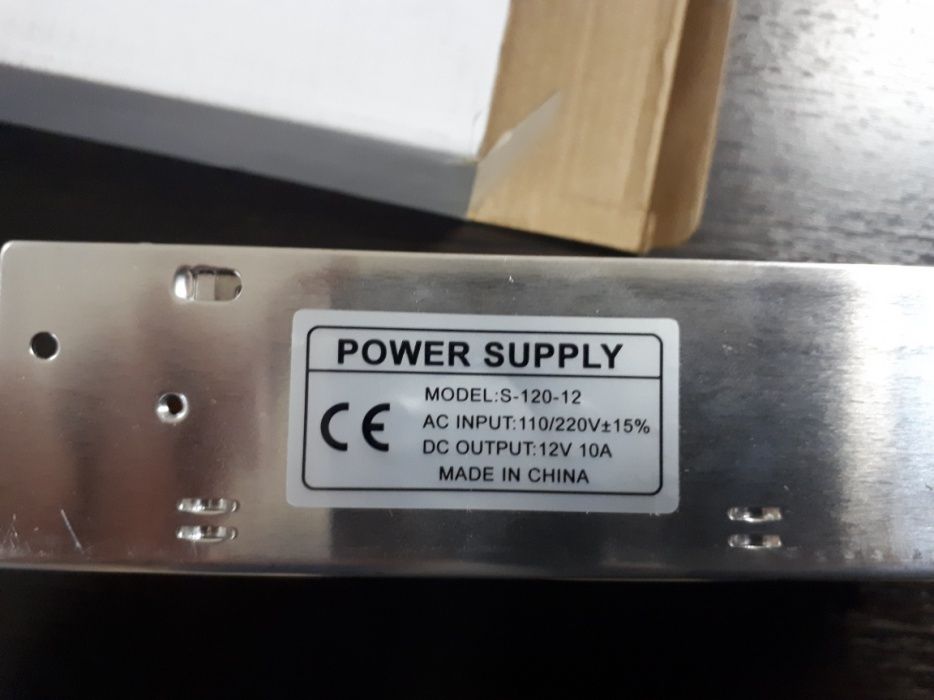 POWER SUPPLY
MODEL:S-120-12
CE
AC INPUT:110/220V±15%
DC OUTPUT:12V 10A
MADE IN CHINA